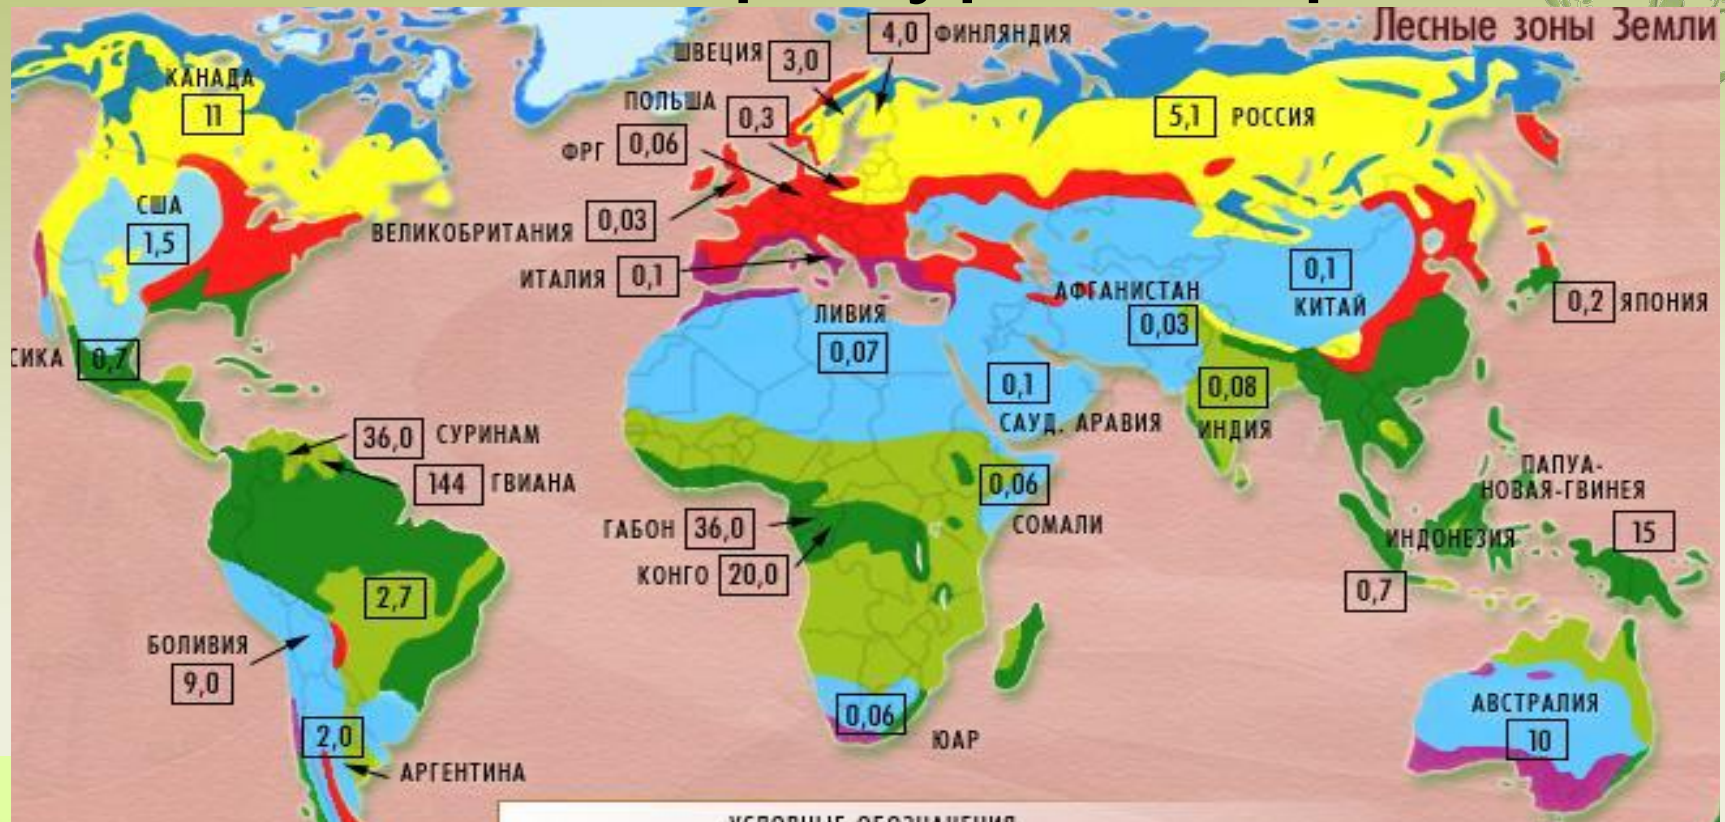 Лесные зоны Земли
4,0 ФИНЛЯНДИЯ
ШВЕЦИЯ 3,0
КАНАДА
11
ПОЛЬША
0,3
5,1 РОССИЯ
ФРГ 0,06
США
1,5
ВЕЛИКОБРИТАНИЯ 0,03
ИТАЛИЯ 0,1
0,1
КИТАЙ
АФГАНИСТАН
0,03
0,2 ЯПОНИЯ
ЛИВИЯ
0,07
СИКА 0,7
0,1
САУД. АРАВИЯ
0,08
ИНДИЯ
36,0 СУРИНАМ
144 ГВИАНА
0,06
СОМАЛИ
ПАПУА-
НОВАЯ-ГВИНЕЯ
15
ГАБОН 36,0
КОНГО 20,0
ИНДОНЕЗИЯ
0,7
2,7
БОЛИВИЯ
9,0
2,0
АРГЕНТИНА
0,06
ЮАР
АВСТРАЛИЯ
10
УСЛОВНЫЕ ОБОЗНАЧЕНИЯ